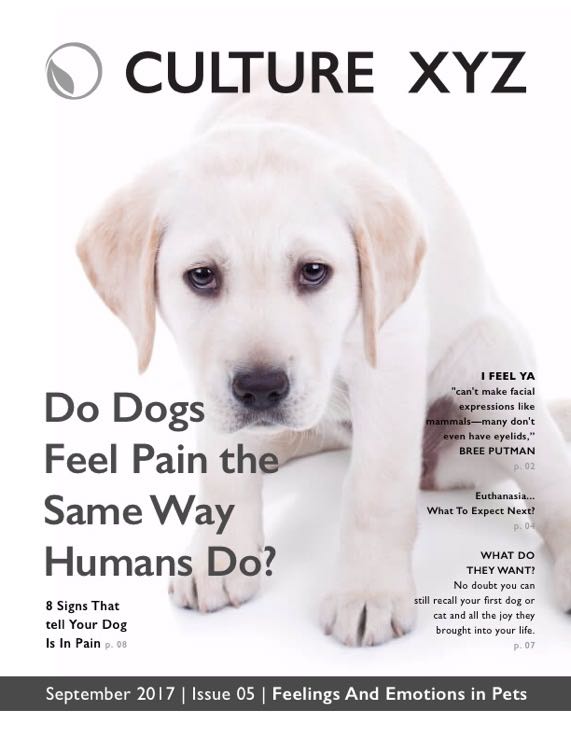 CULTURE XYZ
Do Dogs
Feel Pain the
Same Way
Humans Do?
8 Signs That
tell Your Dog
Is In Pain p. 08
I FEEL YA
"can't make facial
expressions like
mammals—many don't
even have eyelids,”
BREE PUTMAN
p. 02
Euthanasia...
What To Expect Next?
p. 04
WHAT DO
THEY WANT?
No doubt you can
still recall your first dog or
cat and all the joy they
brought into your life.
p. 07
September 2017 | Issue 05 | Feelings And Emotions in Pets